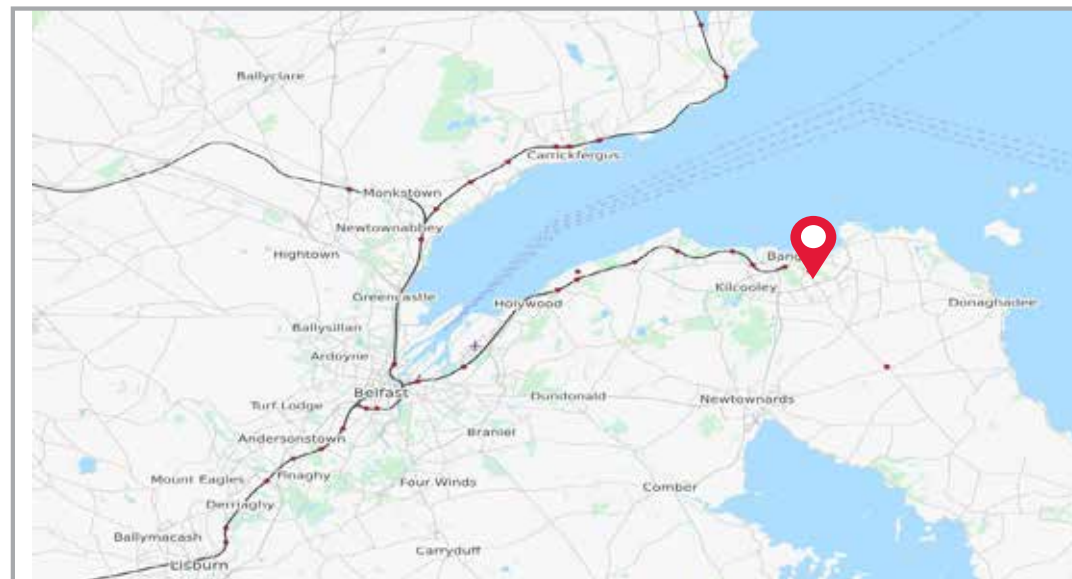 Ballyclare
Carrickfergus
Monkstown
Newtownabbey
Hightown
Bang
Kilcooley
Greencastle
Holywood
Donaghadee
Ballysillan
Ardoyne
Belfast
Dundonald
Newtownards
Turf Lodge
Braniel
Andersonstown
Mount Eagles
Finaghy
Four Winds
Comber
Derriaghy
Ballymacash
Carryduff
Lisburn